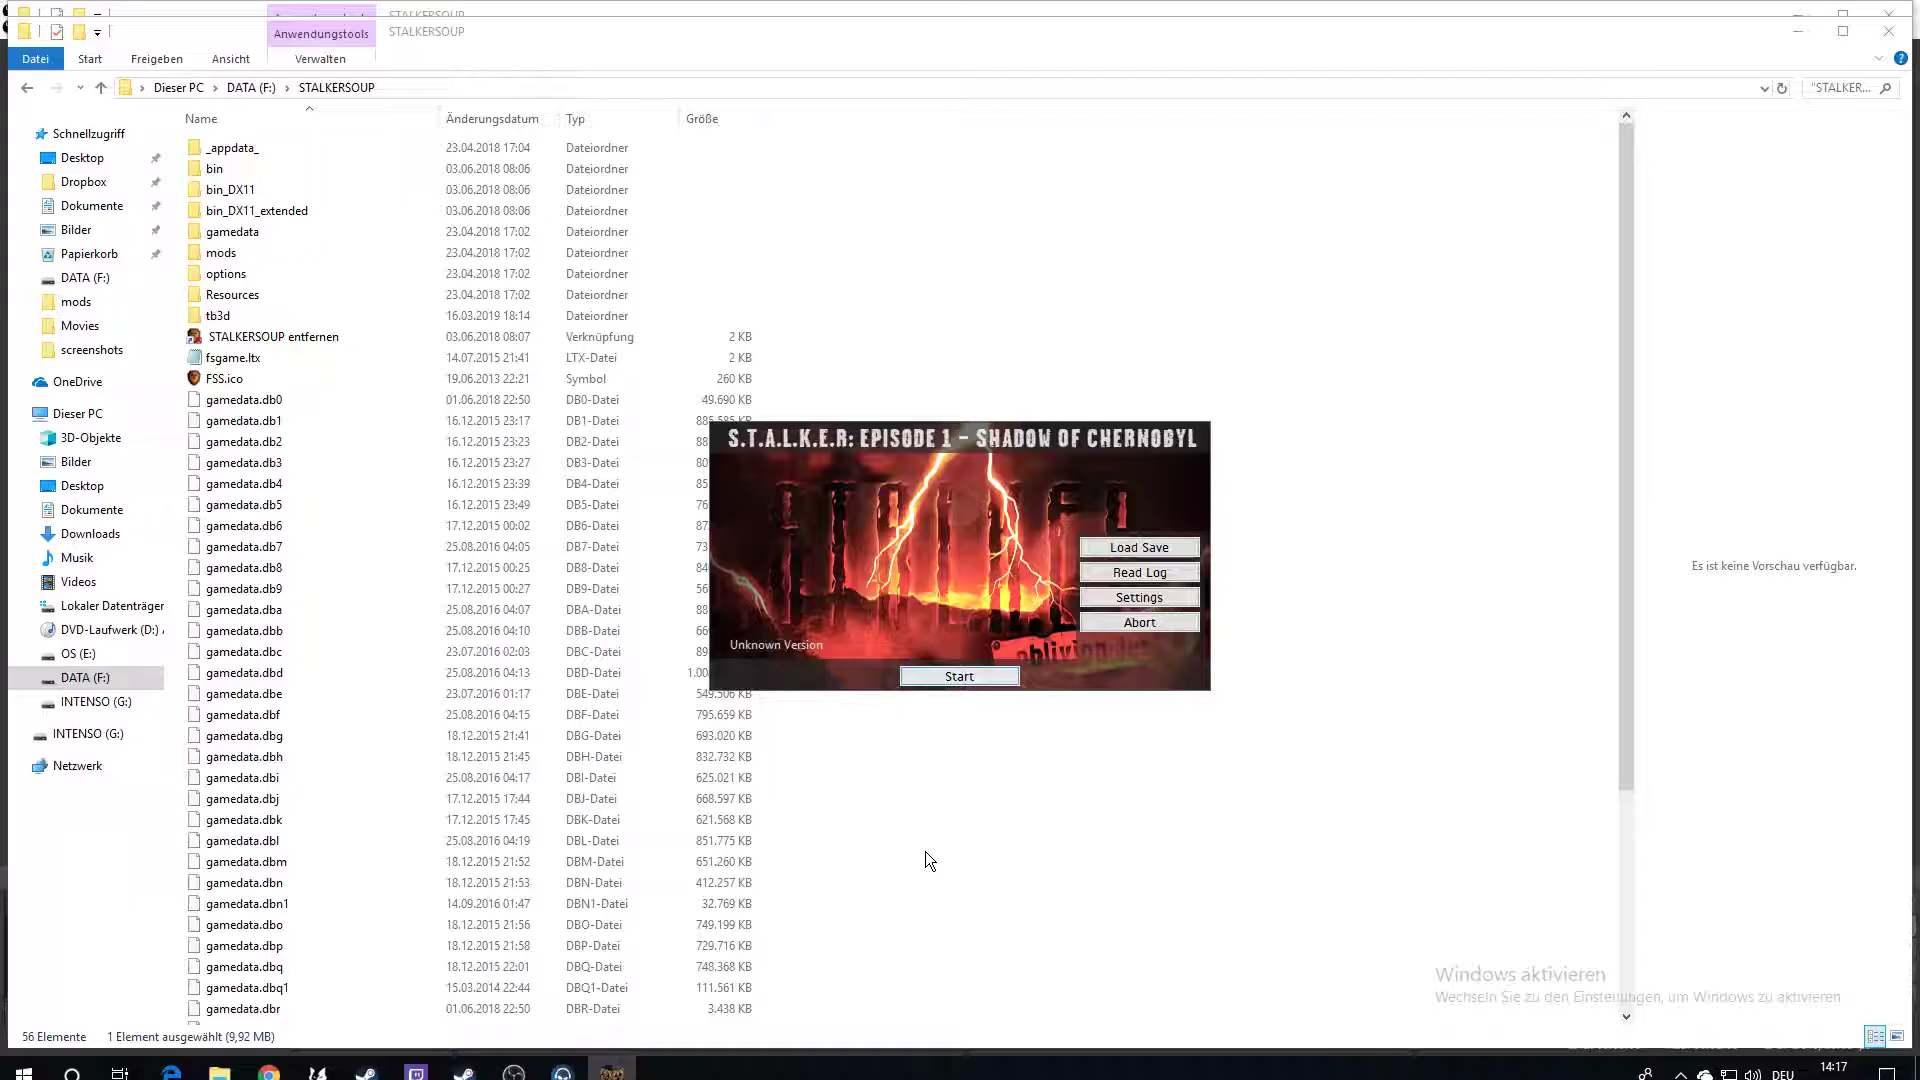 STALKERSOUP
Anwendungstools STALKERSOUP
Datei Start Freigeben Ansicht Verwalten
Dieser PC DATA (F:) STALKERSOUP "STALKER...
Name Änderungsdatum Typ Größe
Schnellzugriff
Desktop
Dropbox
Dokumente
Bilder
Papierkorb
DATA (F:)
mods
Movies
screenshots
OneDrive
Dieser PC
3D-Objekte
Bilder
Desktop
Dokumente
Downloads
Musik
Videos
Lokaler Datenträger
DVD-Laufwerk (D:)
OS (E:)
DATA (F:)
INTENSO (G:)
INTENSO (G:)
Netzwerk
_appdata_ 23.04.2018 17:04 Dateiordner
bin 03.06.2018 08:06 Dateiordner
bin_DX11 03.06.2018 08:06 Dateiordner
bin_DX11_extended 03.06.2018 08:06 Dateiordner
gamedata 23.04.2018 17:02 Dateiordner
mods 23.04.2018 17:02 Dateiordner
options 23.04.2018 17:02 Dateiordner
Resources 23.04.2018 17:02 Dateiordner
tb3d 16.03.2019 18:14 Dateiordner
STALKERSOUP entfernen 03.06.2018 08:07 Verknüpfung 2 KB
fsgame.ltx 14.07.2015 21:41 LTX-Datei 2 KB
FSS.ico 19.06.2013 22:21 Symbol 260 KB
gamedata.db0 01.06.2018 22:50 DB0-Datei 49.690 KB
gamedata.db1 16.12.2015 23:17 DB1-Datei 885.585 KB
gamedata.db2 16.12.2015 23:23 DB2-Datei 88
gamedata.db3 16.12.2015 23:27 DB3-Datei 80
gamedata.db4 16.12.2015 23:39 DB4-Datei 85
gamedata.db5 16.12.2015 23:49 DB5-Datei 76
gamedata.db6 17.12.2015 00:02 DB6-Datei 87
gamedata.db7 25.08.2016 04:05 DB7-Datei 73
gamedata.db8 17.12.2015 00:25 DB8-Datei 84
gamedata.db9 17.12.2015 00:27 DB9-Datei 56
gamedata.dba 25.08.2016 04:07 DBA-Datei 88
gamedata.dbb 25.08.2016 04:10 DBB-Datei 66
gamedata.dbc 23.07.2016 02:03 DBC-Datei 89
gamedata.dbd 25.08.2016 04:13 DBD-Datei 1.00
gamedata.dbe 23.07.2016 01:17 DBE-Datei 549.506 KB
gamedata.dbf 25.08.2016 04:15 DBF-Datei 795.659 KB
gamedata.dbg 18.12.2015 21:41 DBG-Datei 693.020 KB
gamedata.dbh 18.12.2015 21:45 DBH-Datei 832.732 KB
gamedata.dbi 25.08.2016 04:17 DBI-Datei 625.021 KB
gamedata.dbj 17.12.2015 17:44 DBJ-Datei 668.597 KB
gamedata.dbk 17.12.2015 17:45 DBK-Datei 621.568 KB
gamedata.dbl 25.08.2016 04:19 DBL-Datei 851.775 KB
gamedata.dbm 18.12.2015 21:52 DBM-Datei 651.260 KB
gamedata.dbn 18.12.2015 21:53 DBN-Datei 412.257 KB
gamedata.dbn1 14.09.2016 01:47 DBN1-Datei 32.769 KB
gamedata.dbo 18.12.2015 21:56 DBO-Datei 749.199 KB
gamedata.dbp 18.12.2015 21:58 DBP-Datei 729.716 KB
gamedata.dbq 18.12.2015 22:01 DBQ-Datei 748.368 KB
gamedata.dbq1 15.03.2014 22:44 DBQ1-Datei 111.561 KB
gamedata.dbr 01.06.2018 22:50 DBR-Datei 3.438 KB
S.T.A.L.K.E.R: EPISODE 1 - SHADOW OF CHERNOBYL
Load Save
Read Log
Settings
Abort
Unknown Version
Start
Es ist keine Vorschau verfügbar.
Windows aktivieren
Wechseln Sie zu den Einstellungen, um Windows zu aktivieren
56 Elemente 1 Element ausgewählt (9,92 MB)
DEU 14:17